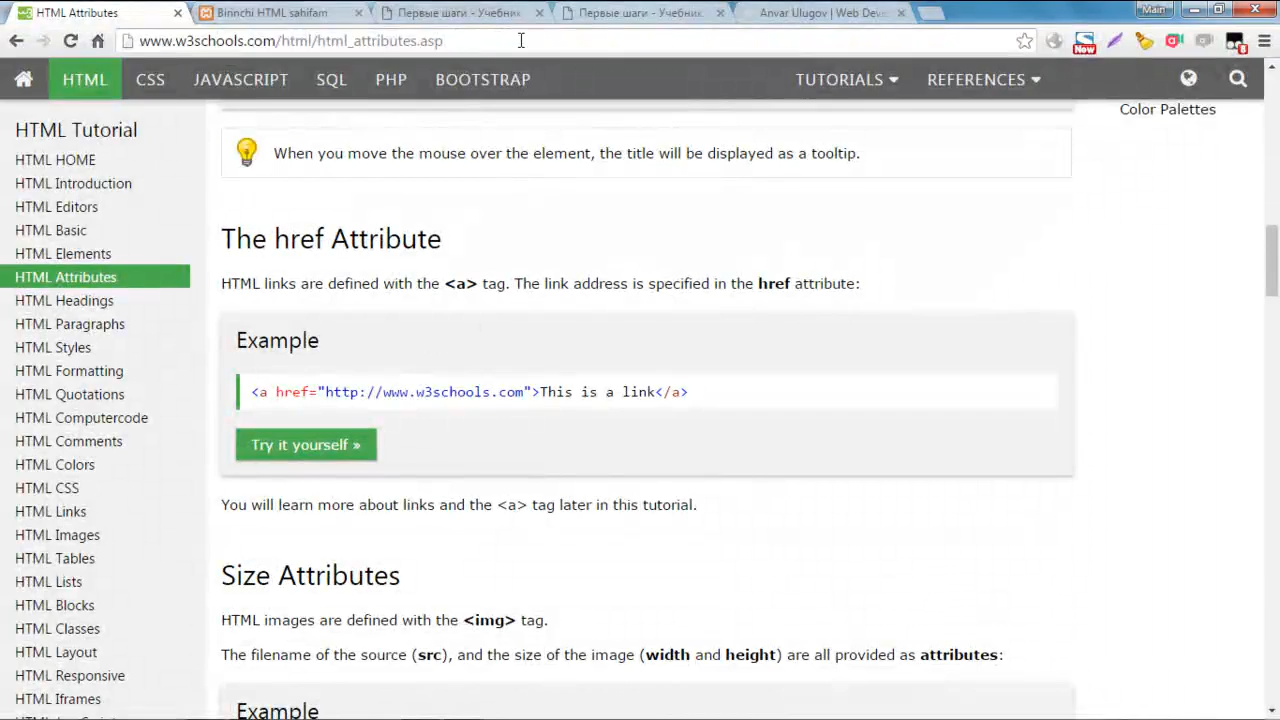 HTML Attributes
Birinchi HTML sahifam
Первые шаги - Учебник
Первые шаги - Учебник
Anvar Ulugov | Web Dev
Main
www.w3schools.com/html/html_attributes.asp
New
8
HTML
CSS
JAVASCRIPT
SQL
PHP
BOOTSTRAP
TUTORIALS
REFERENCES
HTML Tutorial
HTML HOME
HTML Introduction
HTML Editors
HTML Basic
HTML Elements
HTML Attributes
HTML Headings
HTML Paragraphs
HTML Styles
HTML Formatting
HTML Quotations
HTML Computercode
HTML Comments
HTML Colors
HTML CSS
HTML Links
HTML Images
HTML Tables
HTML Lists
HTML Blocks
HTML Classes
HTML Layout
HTML Responsive
HTML Iframes
Color Palettes
When you move the mouse over the element, the title will be displayed as a tooltip.
The href Attribute
HTML links are defined with the <a> tag. The link address is specified in the href attribute:
Example
<a href="http://www.w3schools.com">This is a link</a>
Try it yourself »
You will learn more about links and the <a> tag later in this tutorial.
Size Attributes
HTML images are defined with the <img> tag.
The filename of the source (src), and the size of the image (width and height) are all provided as attributes:
Example